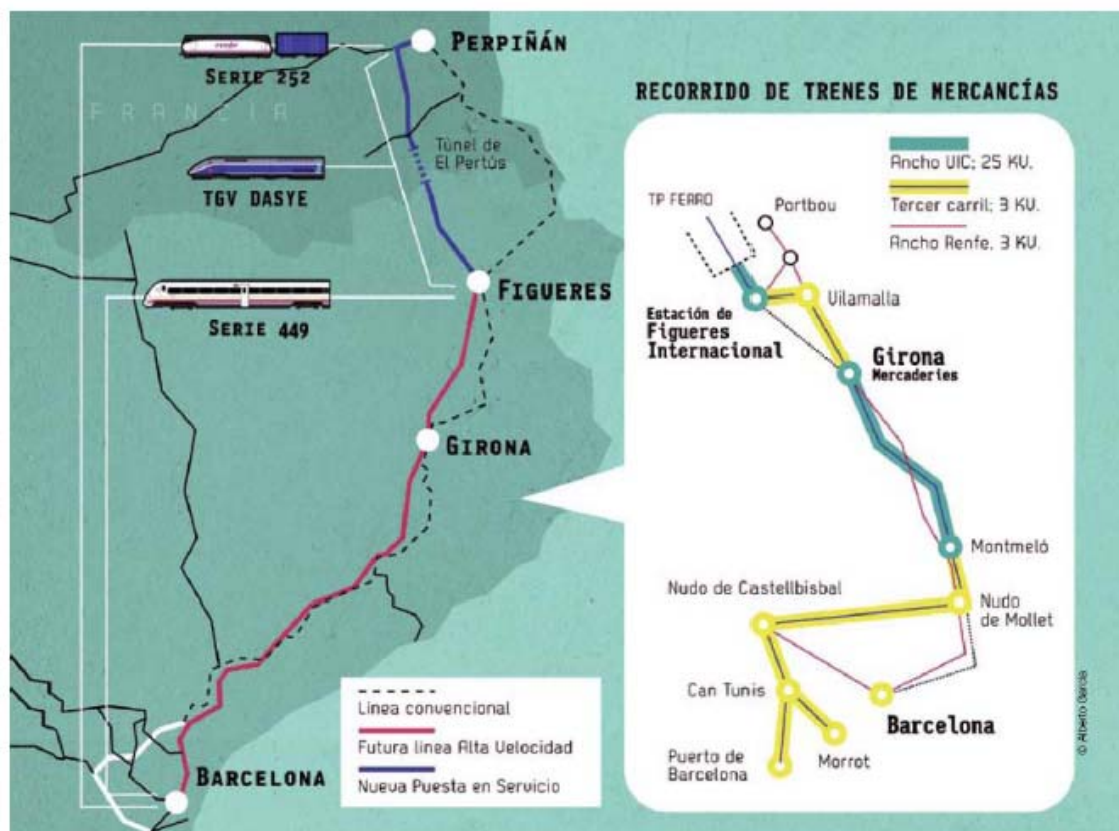 PERPIÑÁN
SERIE 252
FRANCIA
Túnel de
El Pertús
TGV DASYE
FIGUERES
SERIE 449
GIRONA
BARCELONA
Línea convencional
Futura línea Alta Velocidad
Nueva Puesta en Servicio
RECORRIDO DE TRENES DE MERCANCÍAS
Ancho UIC; 25 KV.
Tercer carril; 3 KV.
Ancho Renfe, 3 KV.
TP FERRO
Portbou
Vilamalla
Estación de
Figueres
Internacional
Girona
Mercaderies
Montmeló
Nudo de Castellbisbal
Nudo
de Mollet
Can Tunis
Barcelona
Puerto de
Barcelona
Morrot
© Alberto García